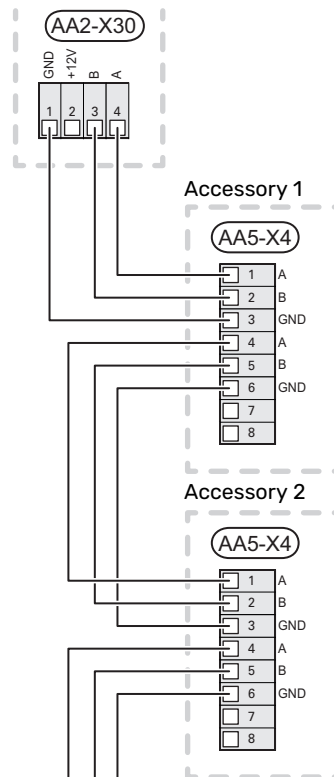 AA2-X30
GND +12V B A
1 2 3 4
Accessory 1
AA5-X4
1 A
2 B
3 GND
4 A
5 B
6 GND
7
8
Accessory 2
AA5-X4
1 A
2 B
3 GND
4 A
5 B
6 GND
7
8